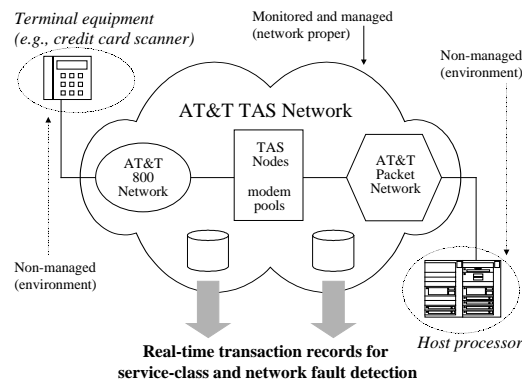 Terminal equipment
(e.g., credit card scanner)
Monitored and managed
(network proper)
Non-managed
(environment)
AT&T TAS Network
AT&T
800
Network
TAS
Nodes
modem
pools
AT&T
Packet
Network
Non-managed
(environment)
Host processor
Real-time transaction records for
service-class and network fault detection